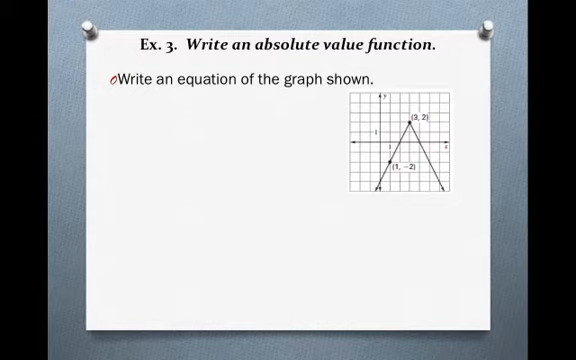 Ex. 3. Write an absolute value function.
Write an equation of the graph shown.
y
(3, 2)
1
1
x
(1, −2)